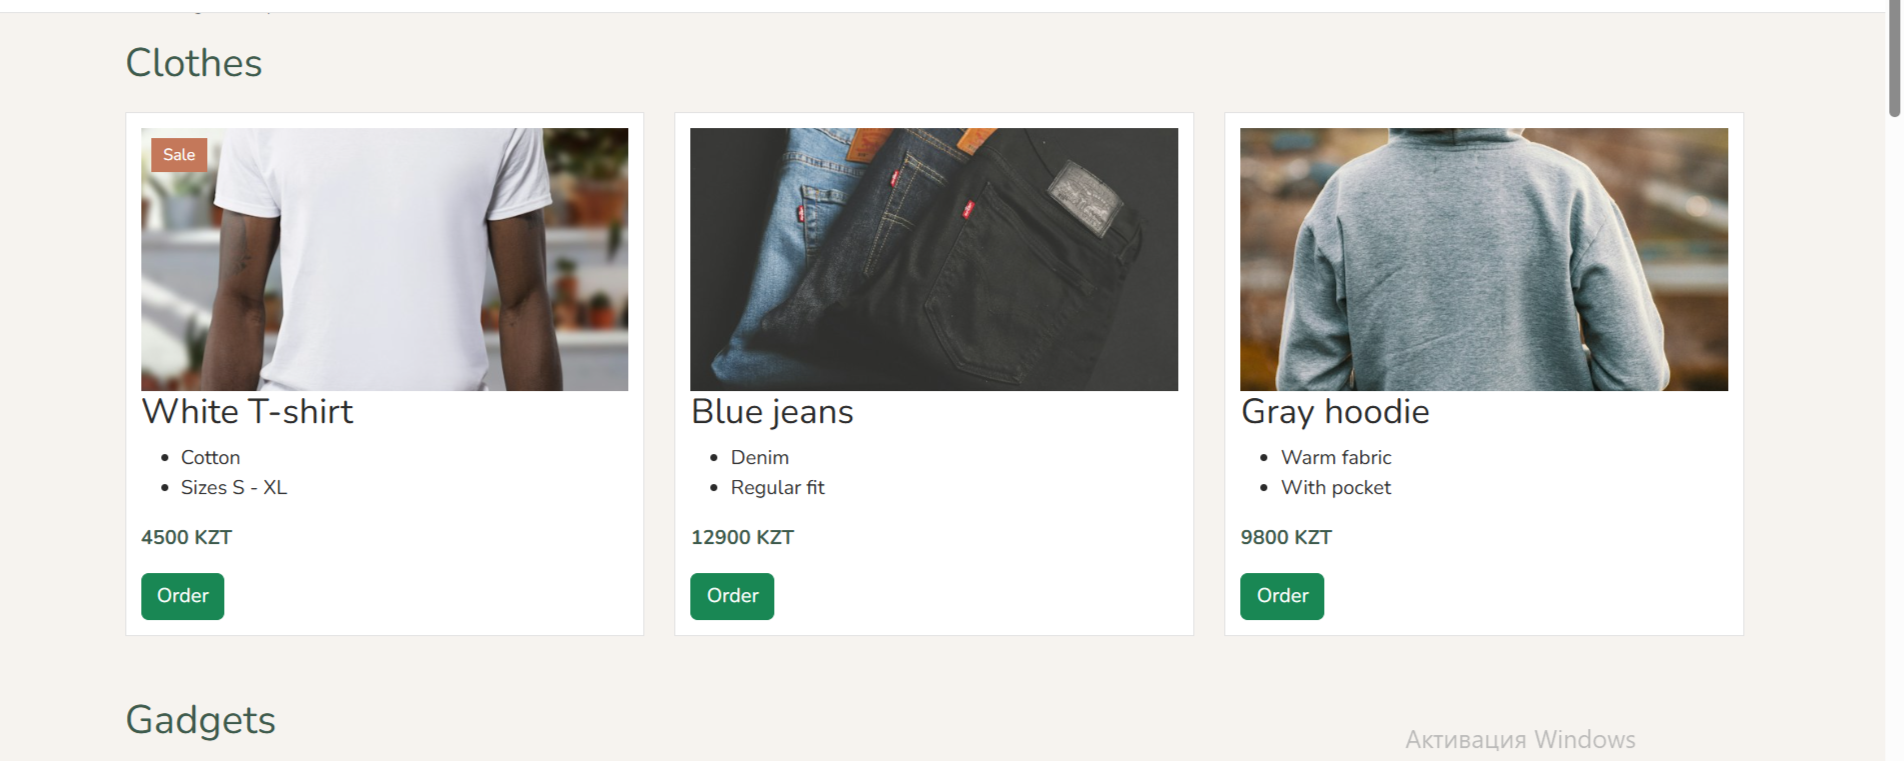 Clothes
Sale
White T-shirt
Cotton
Sizes S - XL
4500 KZT
Order
Blue jeans
Denim
Regular fit
12900 KZT
Order
Gray hoodie
Warm fabric
With pocket
9800 KZT
Order
Gadgets
Активация Windows